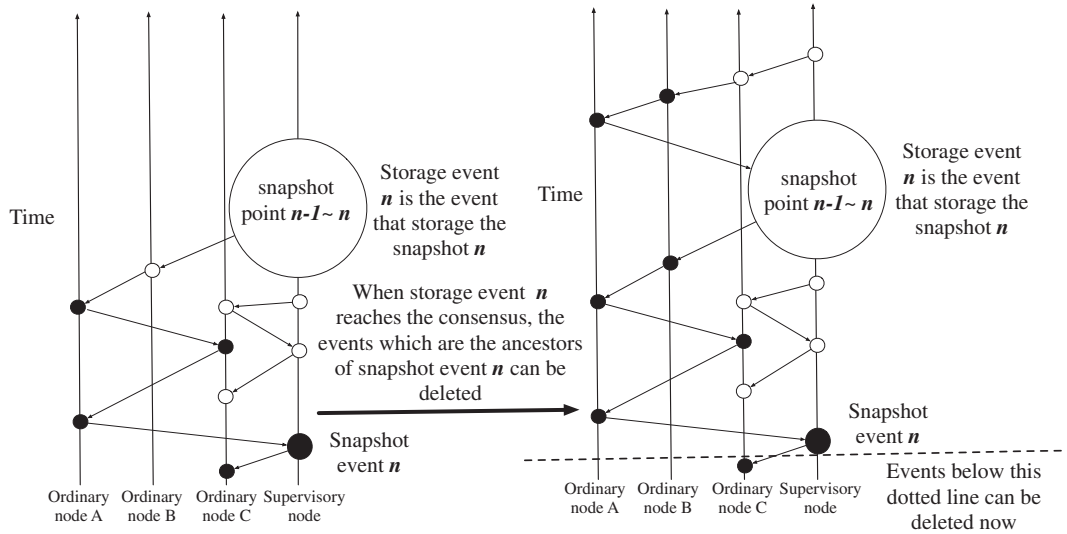 Time
snapshot
point n-1~ n
Storage event
n is the event
that storage the
snapshot n
When storage event n
reaches the consensus, the
events which are the ancestors
of snapshot event n can be
deleted
Snapshot
event n
Ordinary
node A
Ordinary
node B
Ordinary
node C
Supervisory
node
Time
snapshot
point n-1~ n
Storage event
n is the event
that storage the
snapshot n
Snapshot
event n
Events below this
dotted line can be
deleted now
Ordinary
node A
Ordinary
node B
Ordinary
node C
Supervisory
node